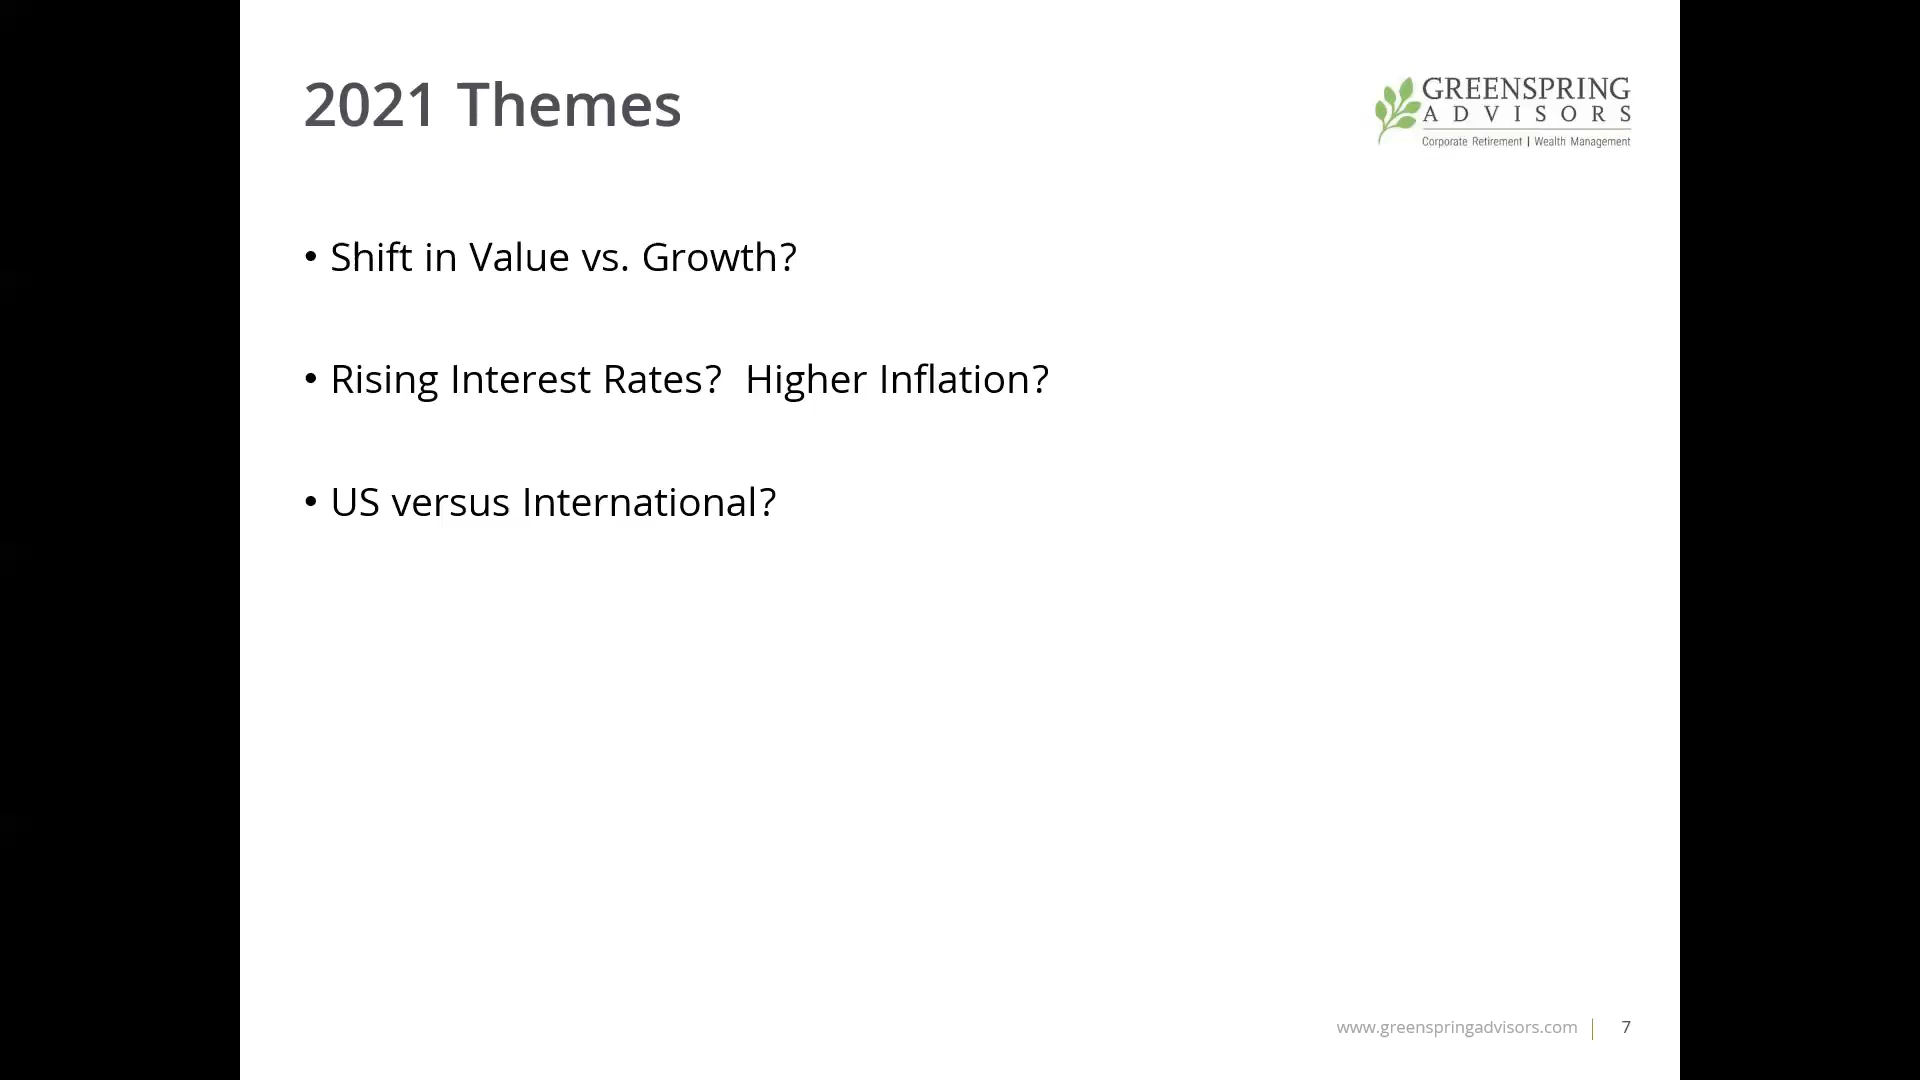 2021 Themes
GREENSPRING
ADVISORS
Corporate Retirement | Wealth Management
• Shift in Value vs. Growth?
• Rising Interest Rates?  Higher Inflation?
• US versus International?
www.greenspringadvisors.com | 7